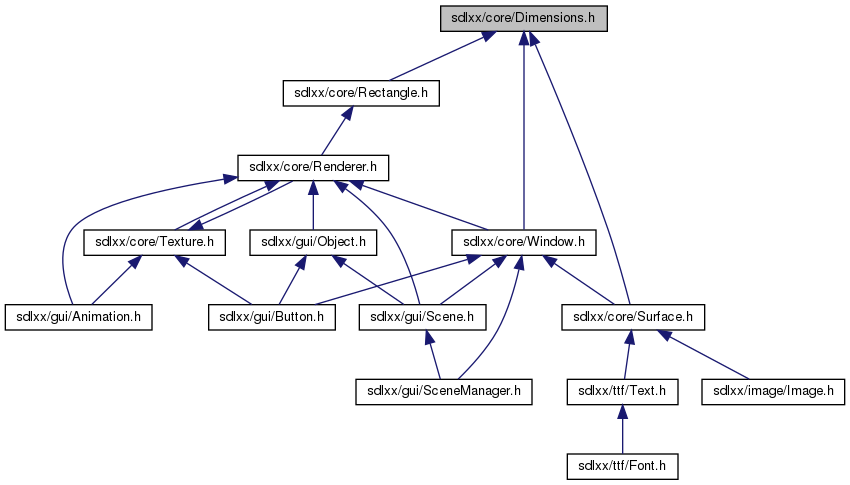 sdlxx/core/Dimensions.h
sdlxx/core/Rectangle.h
sdlxx/core/Renderer.h
sdlxx/core/Texture.h
sdlxx/gui/Object.h
sdlxx/core/Window.h
sdlxx/gui/Animation.h
sdlxx/gui/Button.h
sdlxx/gui/Scene.h
sdlxx/core/Surface.h
sdlxx/gui/SceneManager.h
sdlxx/ttf/Text.h
sdlxx/image/Image.h
sdlxx/ttf/Font.h